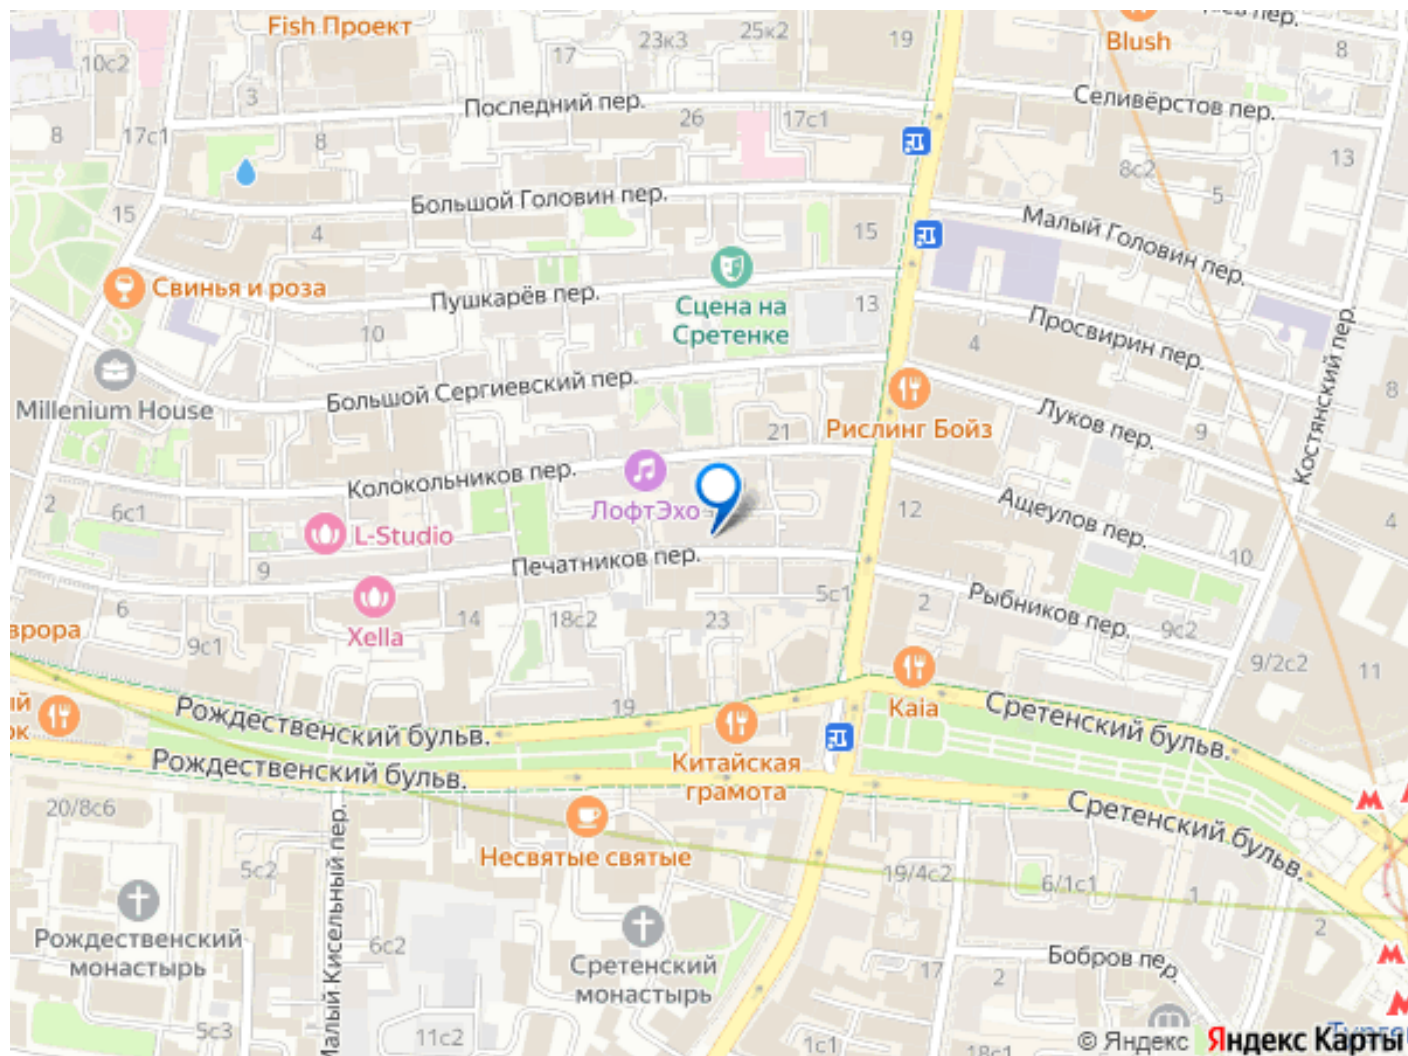 Fish Проект
23к3
25к2
19
Blush
8
10с2
17
3
Последний пер.
Селивёрстов пер.
8
17с1
8
26
17с1
13
8с2
5
Большой Головин пер.
15
4
15
Малый Головин пер.
Свинья и роза
Пушкарёв пер.
Сцена на
Сретенке
13
10
4
Просвирин пер.
Костянский пер.
Millenium House
Большой Сергиевский пер.
8
Рислинг Бойз
21
Луков пер.
9
Колокольников пер.
2
6с1
ЛофтЭхо
12
Ащеулов пер.
4
L-Studio
Печатников пер.
10
9
6
Xella
14
18с2
23
5с1
2
Рыбников пер.
9с2
9с1
9/2с2
11
19
Kaia
Рождественский бульв.
Сретенский бульв.
Рождественский бульв.
Китайская
грамота
Сретенский бульв.
20/8с6
Несвятые святые
5с2
19/4с2
6/1с1
1
Малый Кисельный пер.
Рождественский
монастырь
6с2
Сретенский
монастырь
17
2
Бобров пер.
2
5с3
11с2
1с1
18с1
© Яндекс Яндекс Карты